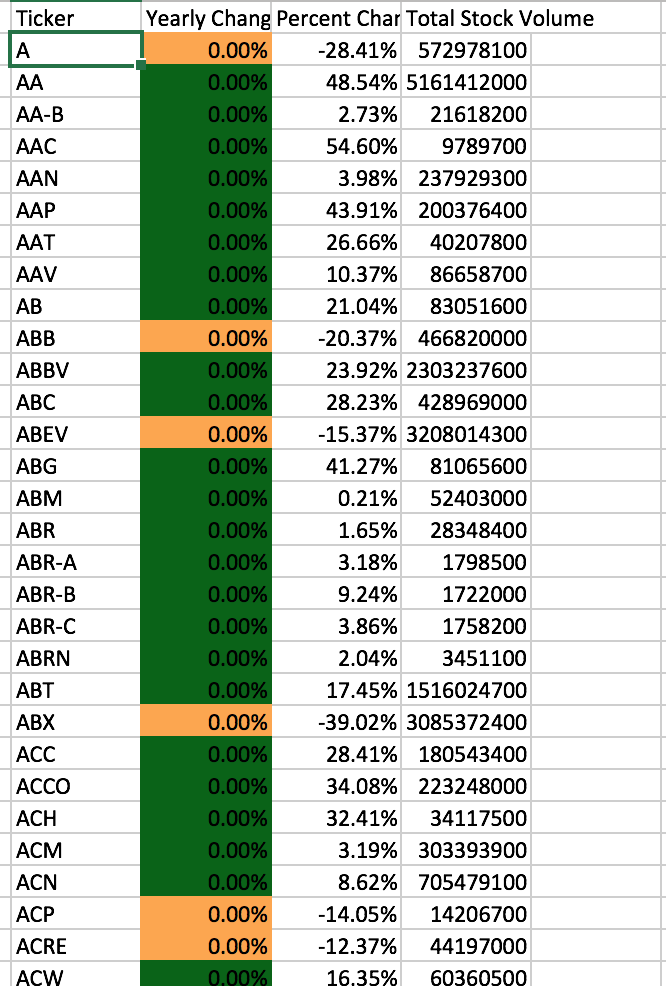 Ticker Yearly Chang Percent Char Total Stock Volume
A 0.00% -28.41% 572978100
AA 0.00% 48.54% 5161412000
AA-B 0.00% 2.73% 21618200
AAC 0.00% 54.60% 9789700
AAN 0.00% 3.98% 237929300
AAP 0.00% 43.91% 200376400
AAT 0.00% 26.66% 40207800
AAV 0.00% 10.37% 86658700
AB 0.00% 21.04% 83051600
ABB 0.00% -20.37% 466820000
ABBV 0.00% 23.92% 2303237600
ABC 0.00% 28.23% 428969000
ABEV 0.00% -15.37% 3208014300
ABG 0.00% 41.27% 81065600
ABM 0.00% 0.21% 52403000
ABR 0.00% 1.65% 28348400
ABR-A 0.00% 3.18% 1798500
ABR-B 0.00% 9.24% 1722000
ABR-C 0.00% 3.86% 1758200
ABRN 0.00% 2.04% 3451100
ABT 0.00% 17.45% 1516024700
ABX 0.00% -39.02% 3085372400
ACC 0.00% 28.41% 180543400
ACCO 0.00% 34.08% 223248000
ACH 0.00% 32.41% 34117500
ACM 0.00% 3.19% 303393900
ACN 0.00% 8.62% 705479100
ACP 0.00% -14.05% 14206700
ACRE 0.00% -12.37% 44197000
ACW 0.00% 16.35% 60360500